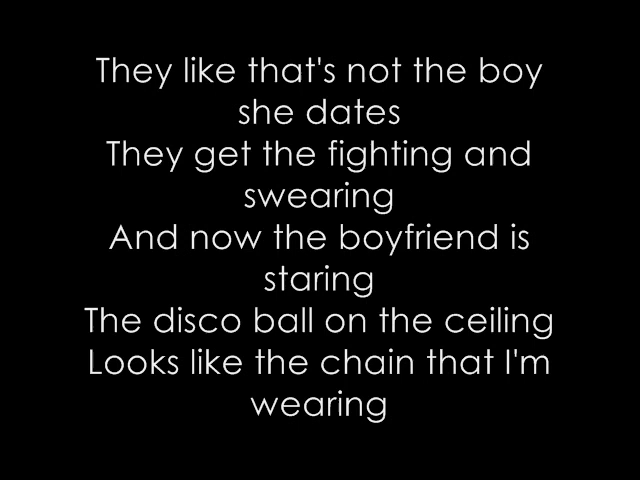 They like that's not the boy
she dates
They get the fighting and
swearing
And now the boyfriend is
staring
The disco ball on the ceiling
Looks like the chain that I'm
wearing